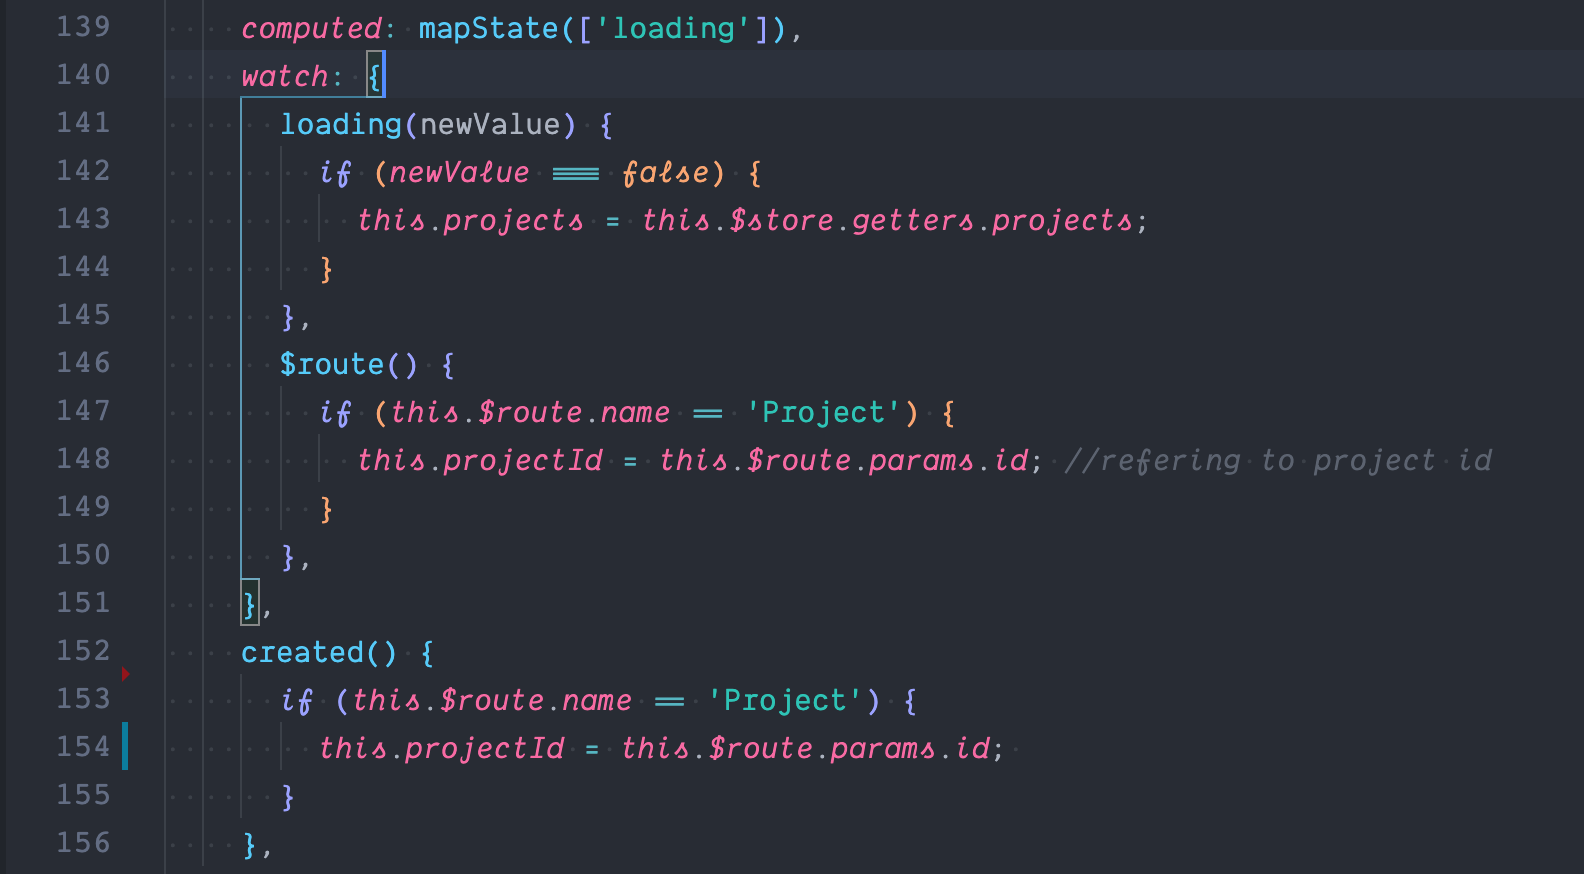 139 computed: mapState(['loading']),
140 watch: {
141 loading(newValue) {
142 if (newValue === false) {
143 this.projects = this.$store.getters.projects;
144 }
145 },
146 $route() {
147 if (this.$route.name == 'Project') {
148 this.projectId = this.$route.params.id; //refering to project id
149 }
150 },
151 },
152 created() {
153 if (this.$route.name == 'Project') {
154 this.projectId = this.$route.params.id;
155 }
156 },